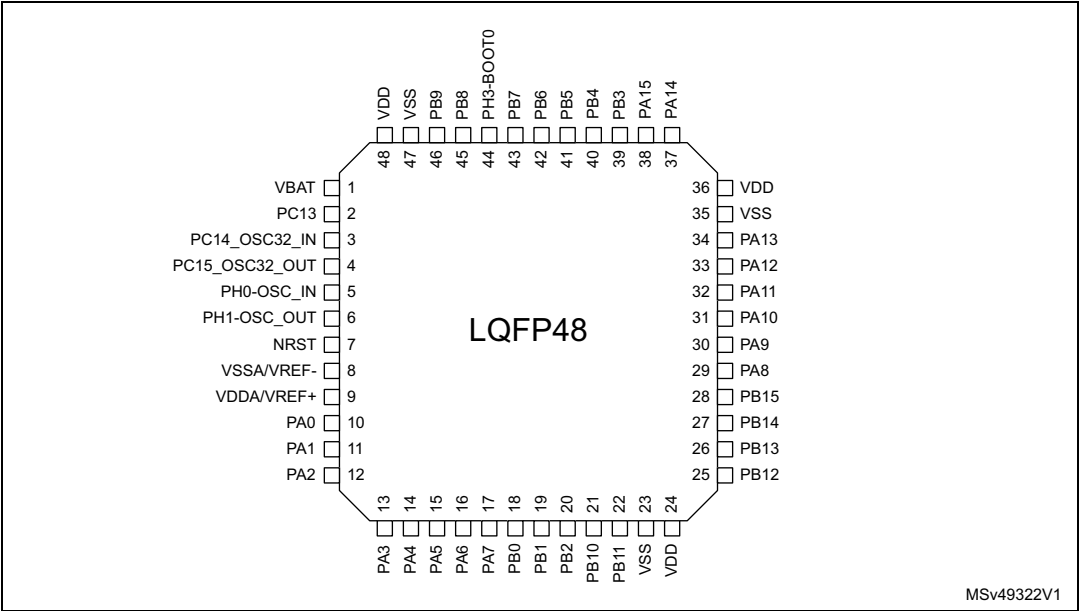 VDD
VSS
PB9
PB8
PH3-BOOT0
PB7
PB6
PB5
PB4
PB3
PA15
PA14
48
47
46
45
44
43
42
41
40
39
38
37
VBAT 1
PC13 2
PC14_OSC32_IN 3
PC15_OSC32_OUT 4
PH0-OSC_IN 5
PH1-OSC_OUT 6
NRST 7
VSSA/VREF- 8
VDDA/VREF+ 9
PA0 10
PA1 11
PA2 12
LQFP48
36 VDD
35 VSS
34 PA13
33 PA12
32 PA11
31 PA10
30 PA9
29 PA8
28 PB15
27 PB14
26 PB13
25 PB12
13
14
15
16
17
18
19
20
21
22
23
24
PA3
PA4
PA5
PA6
PA7
PB0
PB1
PB2
PB10
PB11
VSS
VDD
MSv49322V1